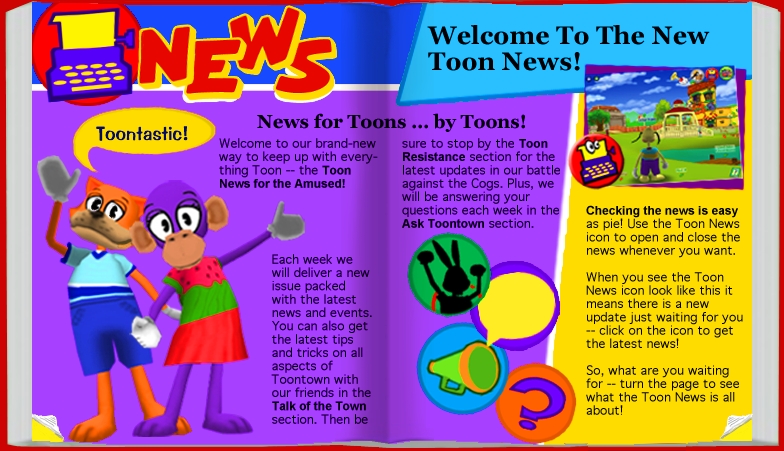 NEWS
Welcome To The New
Toon News!
Toontastic!
News for Toons ... by Toons!
Welcome to our brand-new
way to keep up with every-
thing Toon -- the Toon
News for the Amused!
Each week we
will deliver a new
issue packed
with the latest
news and events.
You can also get
the latest tips
and tricks on all
aspects of
Toontown with
our friends in the
Talk of the Town
section. Then be
sure to stop by the Toon
Resistance section for the
latest updates in our battle
against the Cogs. Plus, we
will be answering your
questions each week in the
Ask Toontown section.
?
Checking the news is easy
as pie! Use the Toon News
icon to open and close the
news whenever you want.
When you see the Toon
News icon look like this it
means there is a new
update just waiting for you
-- click on the icon to get
the latest news!
So, what are you waiting
for -- turn the page to see
what the Toon News is all
about!